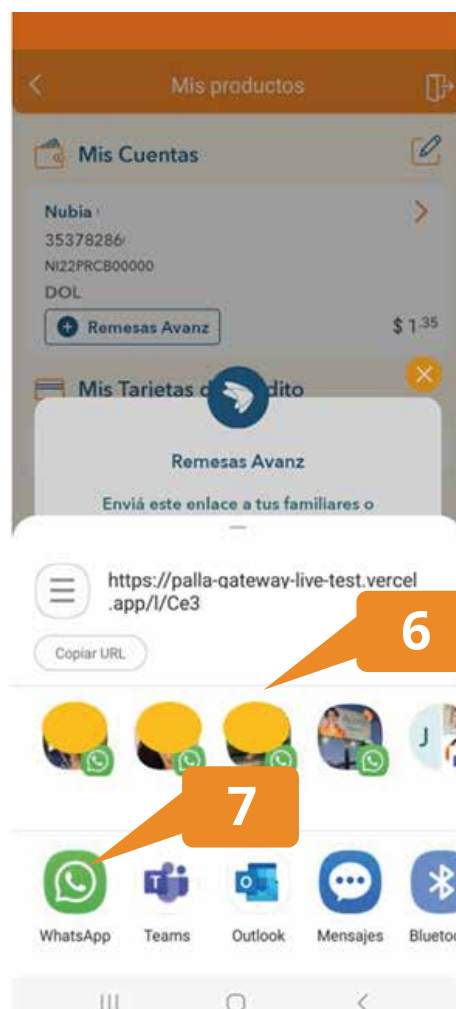 Mis productos
Mis Cuentas
Nubia
35378286
NI22PRCB00000
DOL
Remesas Avanz
$ 1.35
Mis Tarjetas d dito
Remesas Avanz
Enviá este enlace a tus familiares o
https://palla-gateway-live-test.vercel
.app/l/Ce3
6
Copiar URL
J
7
WhatsApp
Teams
Outlook
Mensajes
Bluetoo